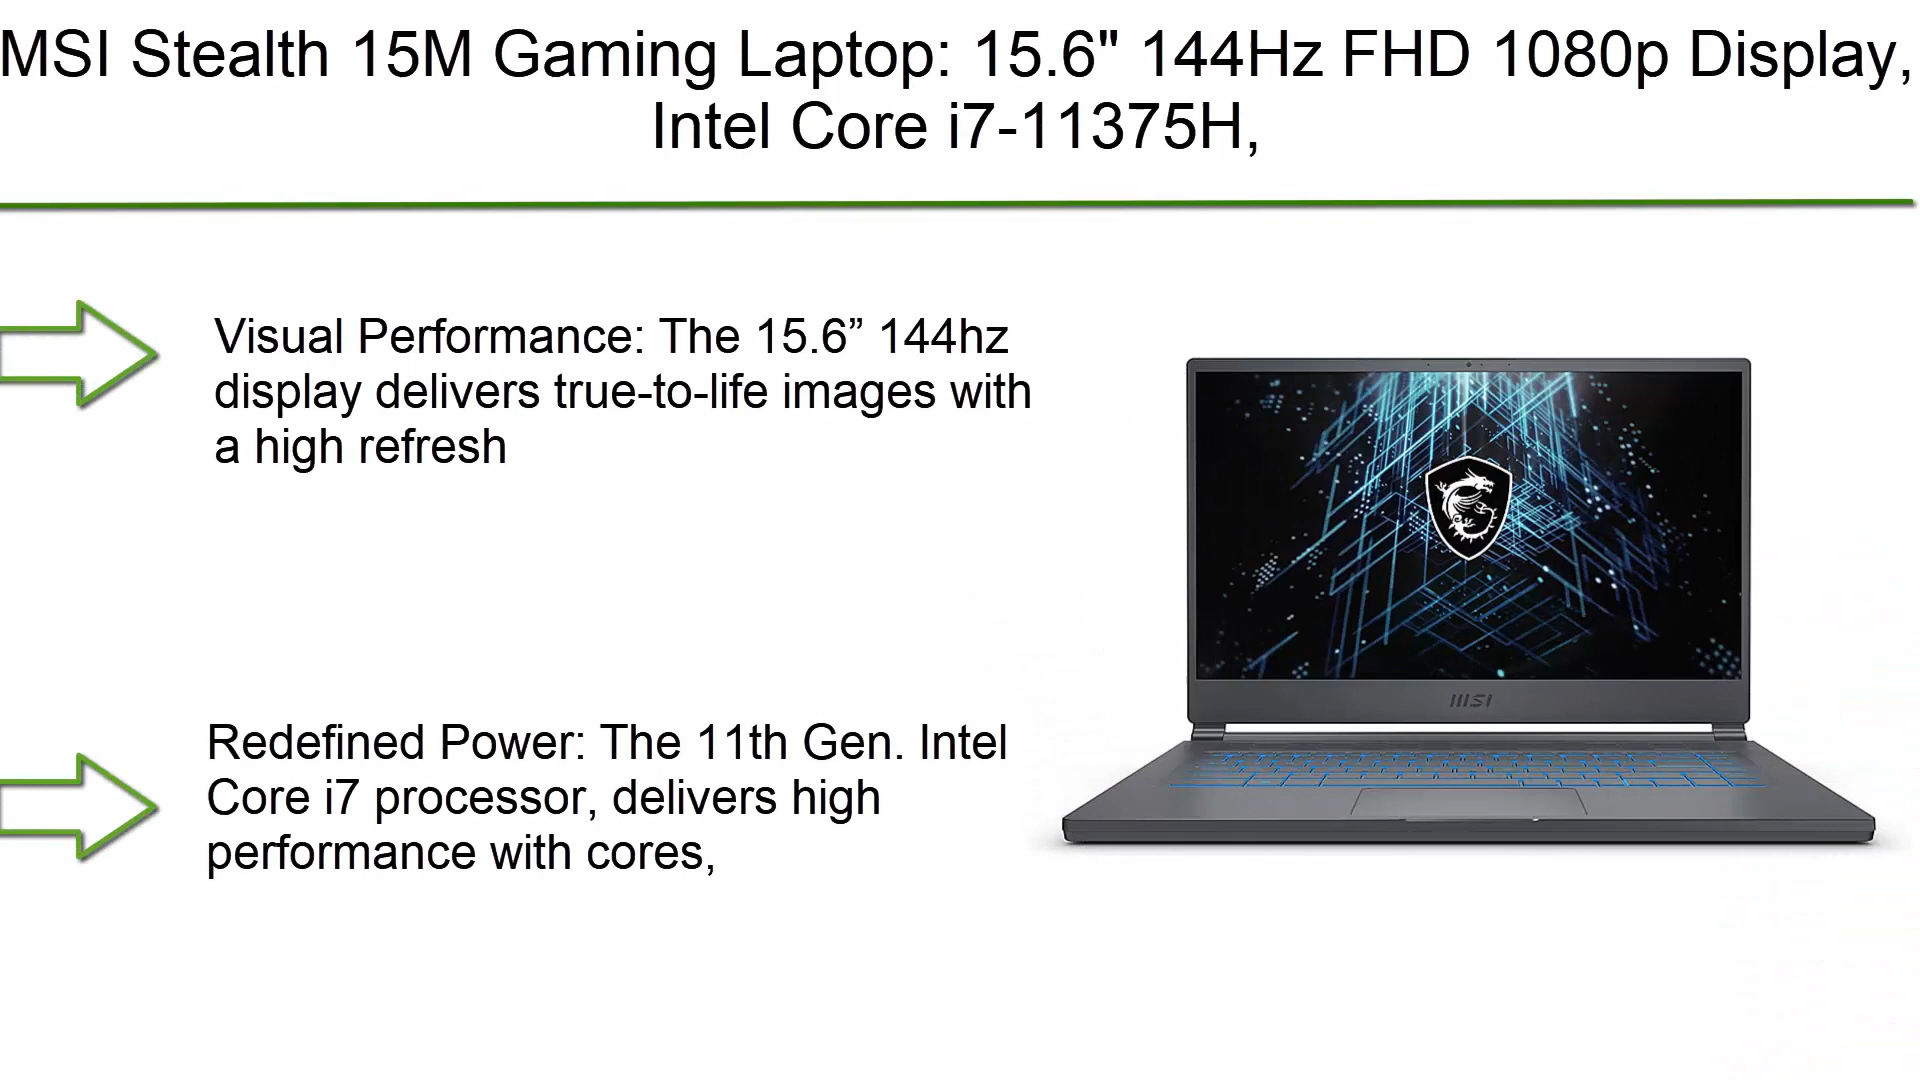 MSI Stealth 15M Gaming Laptop: 15.6" 144Hz FHD 1080p Display,
Intel Core i7-11375H,
Visual Performance: The 15.6” 144hz
display delivers true-to-life images with
a high refresh
msi
Redefined Power: The 11th Gen. Intel
Core i7 processor, delivers high
performance with cores,